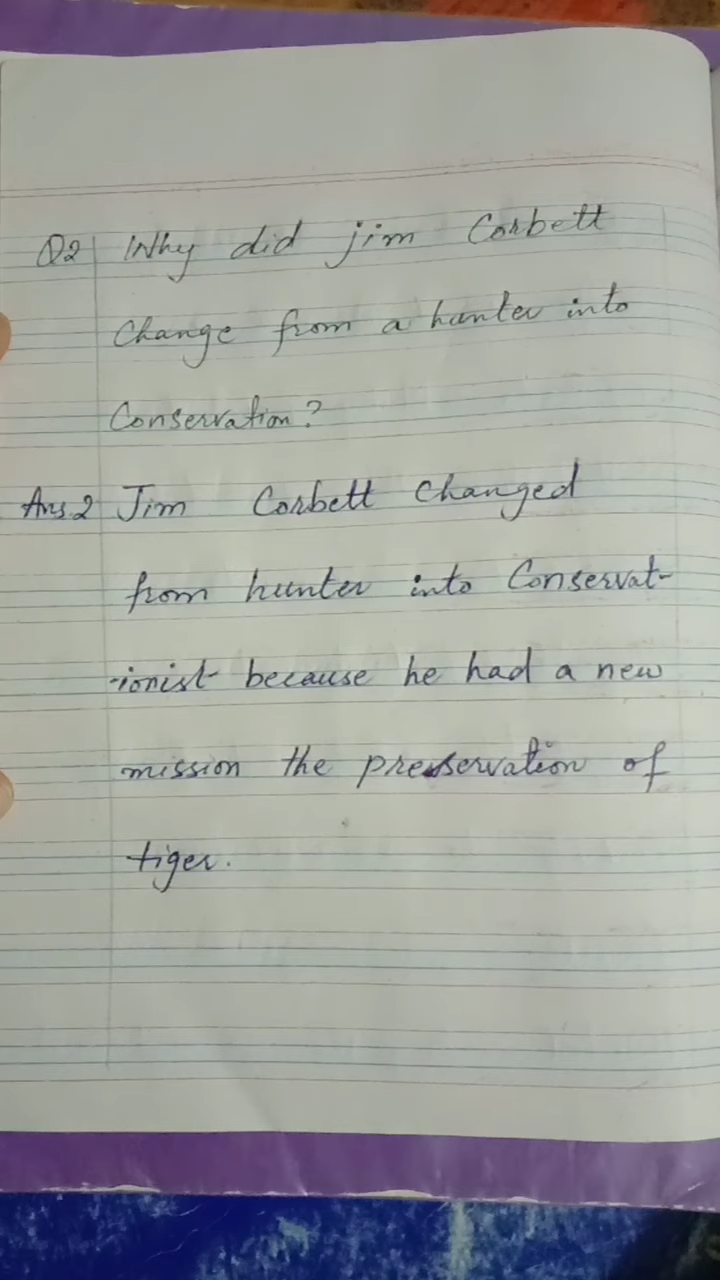 Q2 Why did jim Corbett
Change from a hunter into
Conservation?
Ans.2 Jim Corbett changed
from hunter into Conservat-
-ionist because he had a new
mission the preservation of
tiger.